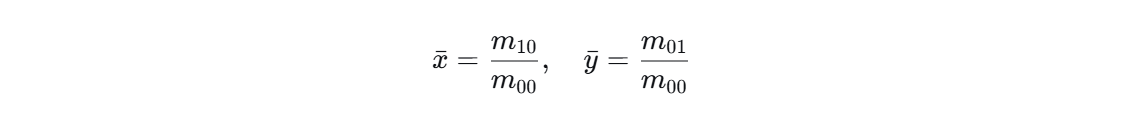 x̄ = m₁₀/m₀₀, ȳ = m₀₁/m₀₀